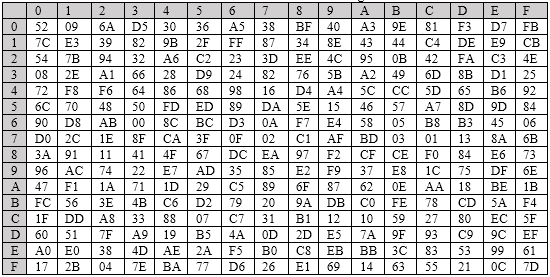 0 1 2 3 4 5 6 7 8 9 A B C D E F
0 52 09 6A D5 30 36 A5 38 BF 40 A3 9E 81 F3 D7 FB
1 7C E3 39 82 9B 2F FF 87 34 8E 43 44 C4 DE E9 CB
2 54 7B 94 32 A6 C2 23 3D EE 4C 95 0B 42 FA C3 4E
3 08 2E A1 66 28 D9 24 82 76 5B A2 49 6D 8B D1 25
4 72 F8 F6 64 86 68 98 16 D4 A4 5C CC 5D 65 B6 92
5 6C 70 48 50 FD ED 89 DA 5E 15 46 57 A7 8D 9D 84
6 90 D8 AB 00 8C BC D3 0A F7 E4 58 05 B8 B3 45 06
7 D0 2C 1E 8F CA 3F 0F 02 C1 AF BD 03 01 13 8A 6B
8 3A 91 11 41 4F 67 DC EA 97 F2 CF CE F0 84 E6 73
9 96 AC 74 22 E7 AD 35 85 E2 F9 37 E8 1C 75 DF 6E
A 47 F1 1A 71 1D 29 C5 89 6F 87 62 0E AA 18 BE 1B
B FC 56 3E 4B C6 D2 79 20 9A DB C0 FE 78 CD 5A F4
C 1F DD A8 33 88 07 C7 31 B1 12 10 59 27 80 EC 5F
D 60 51 7F A9 19 B5 4A 0D 2D E5 7A 9F 93 C9 9C EF
E A0 E0 38 4D AE 2A F5 B0 C8 EB BB 3C 83 53 99 61
F 17 2B 04 7E BA 77 D6 26 E1 69 14 63 55 21 0C 7D